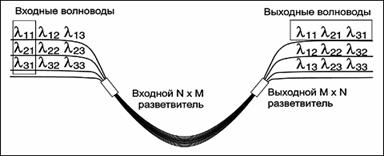 Входные волноводы
λ11 λ12 λ13
λ21 λ22 λ23
λ31 λ32 λ33
Входной N x M
разветвитель
Выходные волноводы
λ11 λ21 λ31
λ12 λ22 λ32
λ13 λ23 λ33
Выходной M x N
разветвитель